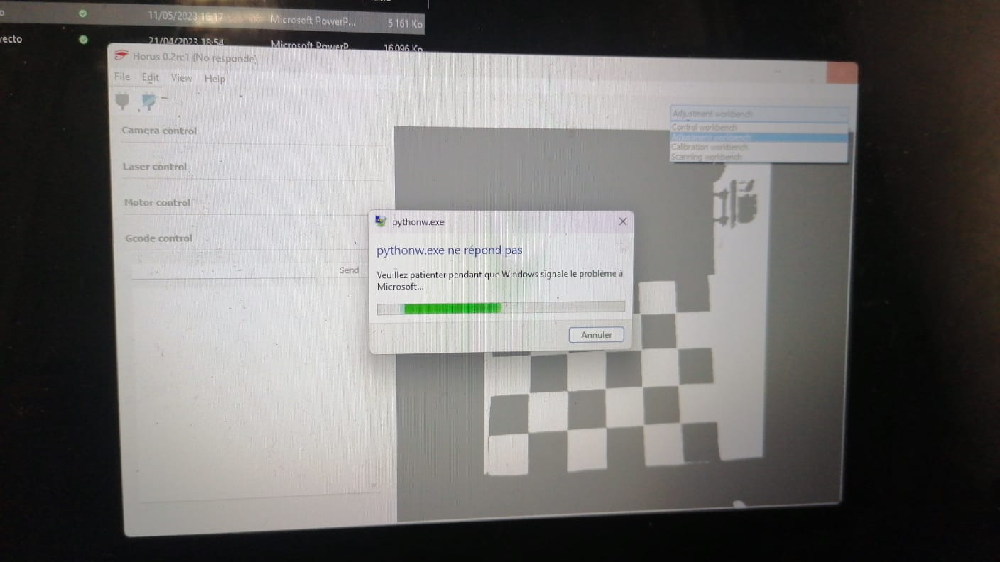 11/05/2023 16:17 Microsoft PowerP... 5 161 Ko
yecto 21/04/2023 18:54 Microsoft PowerP 16 096 Ko
Horus 0.2rc1 (No responde)
File Edit View Help
Adjustment workbench
Control workbench
Adjustment workbench
Calibration workbench
Scanning workbench
Camera control
Laser control
Motor control
Gcode control
Send
pythonw.exe
pythonw.exe ne répond pas
Veuillez patienter pendant que Windows signale le problème à
Microsoft...
Annuler